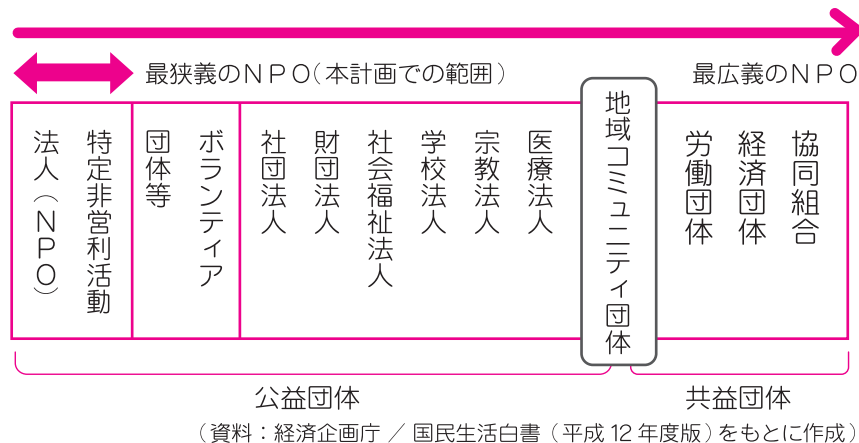 最狭義のNPO（本計画での範囲）
最広義のNPO
特定非営利活動
法人（NPO）
ボランティア
団体等
社団法人
財団法人
社会福祉法人
学校法人
宗教法人
医療法人
地域コミュニティ団体
労働団体
経済団体
協同組合
公益団体
共益団体
（資料：経済企画庁 ／ 国民生活白書（平成12年度版）をもとに作成）